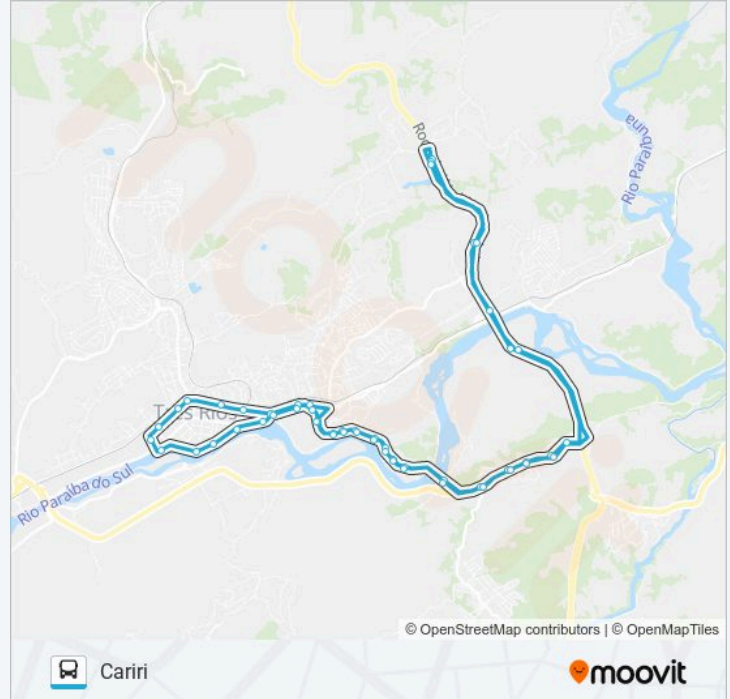 Rio Paraibuna
Três Rios
Rio Paraíba do Sul
© OpenStreetMap contributors | © OpenMapTiles
Cariri
moovit